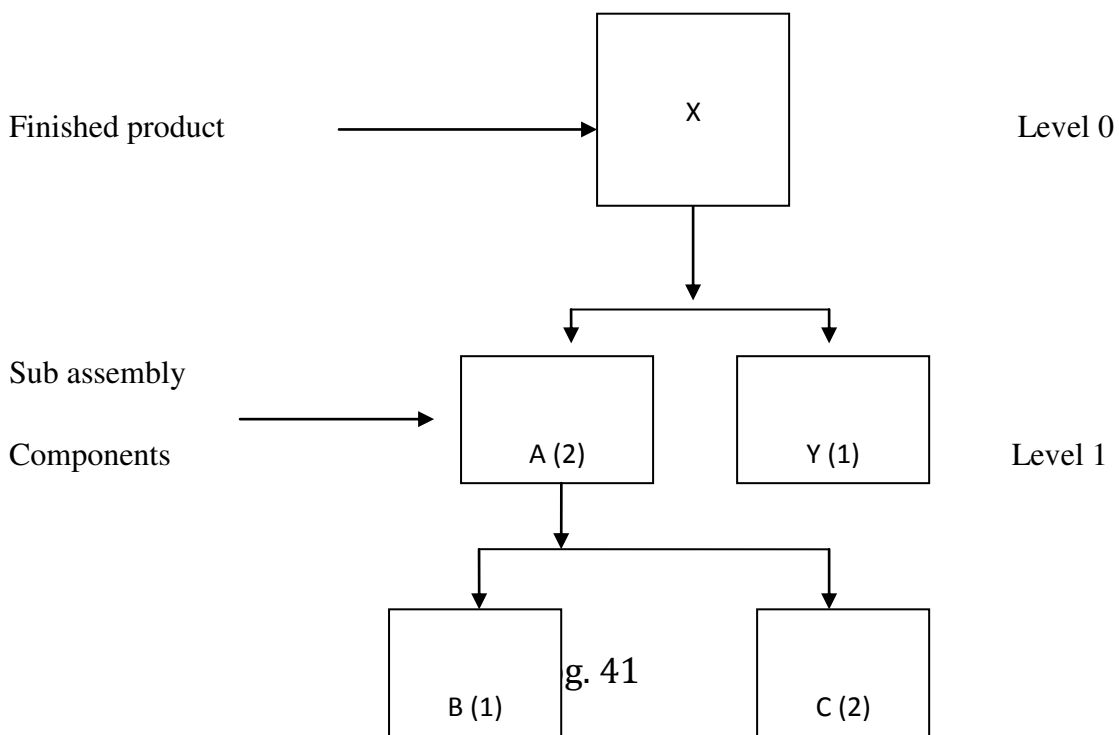 X
Finished product
Level 0
Sub assembly
A (2)
Y (1)
Components
Level 1
g. 41
B (1)
C (2)